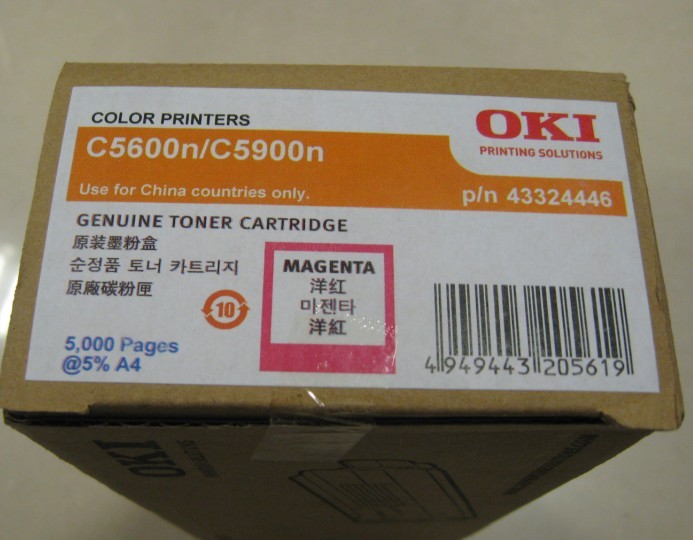 COLOR PRINTERS
OKI
PRINTING SOLUTIONS
C5600n/C5900n
Use for China countries only.
p/n 43324446
GENUINE TONER CARTRIDGE
原装墨粉盒
순정품 토너 카트리지
原廠碳粉匣
10
MAGENTA
洋红
마젠타
洋紅
5,000 Pages
@5% A4
4 949443 205619
OKI